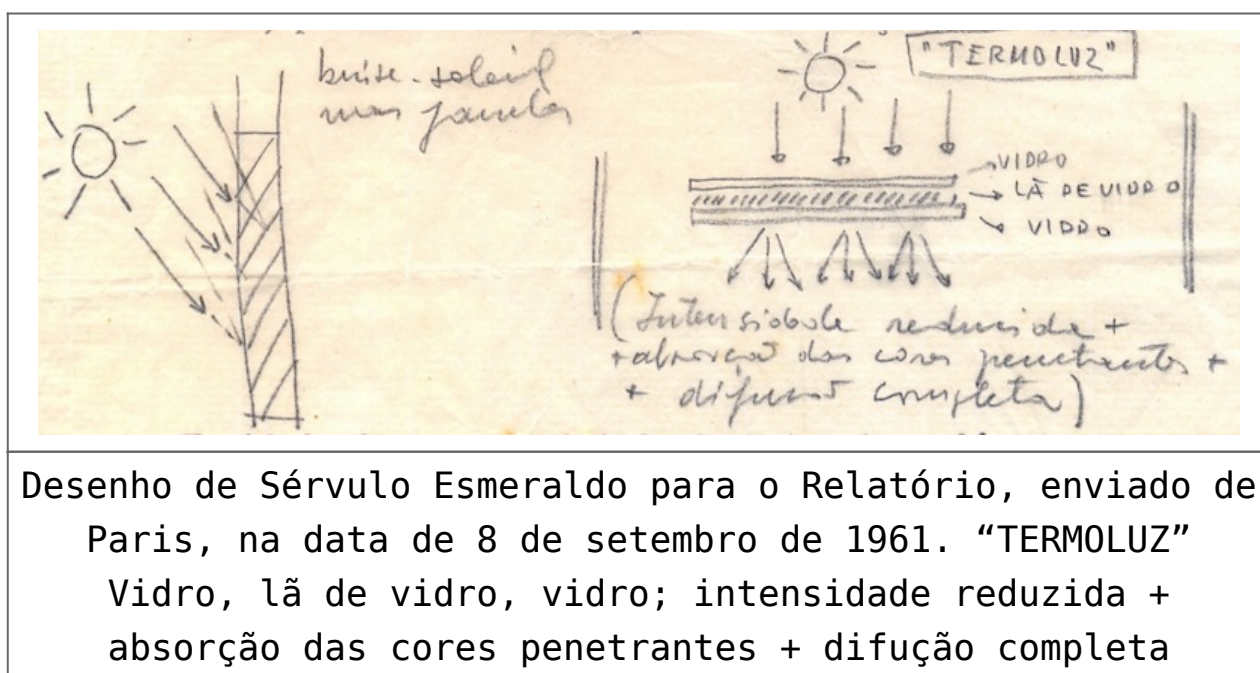 brise-soleil
nas janelas
"TERMOLUZ"
VIDRO
LÃ DE VIDRO
VIDRO
(Intensidade reduzida +
+ absorção das cores penetrantes +
+ difusão completa)
Desenho de Sérvulo Esmeraldo para o Relatório, enviado de
Paris, na data de 8 de setembro de 1961. “TERMOLUZ”
Vidro, lã de vidro, vidro; intensidade reduzida +
absorção das cores penetrantes + difução completa